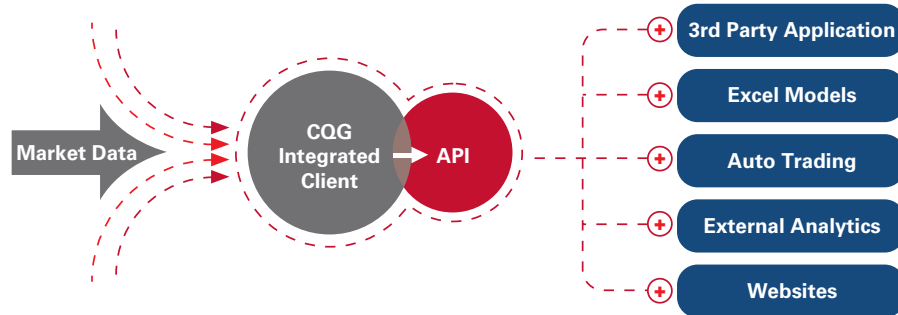 Market Data
CQG
Integrated
Client
API
3rd Party Application
Excel Models
Auto Trading
External Analytics
Websites